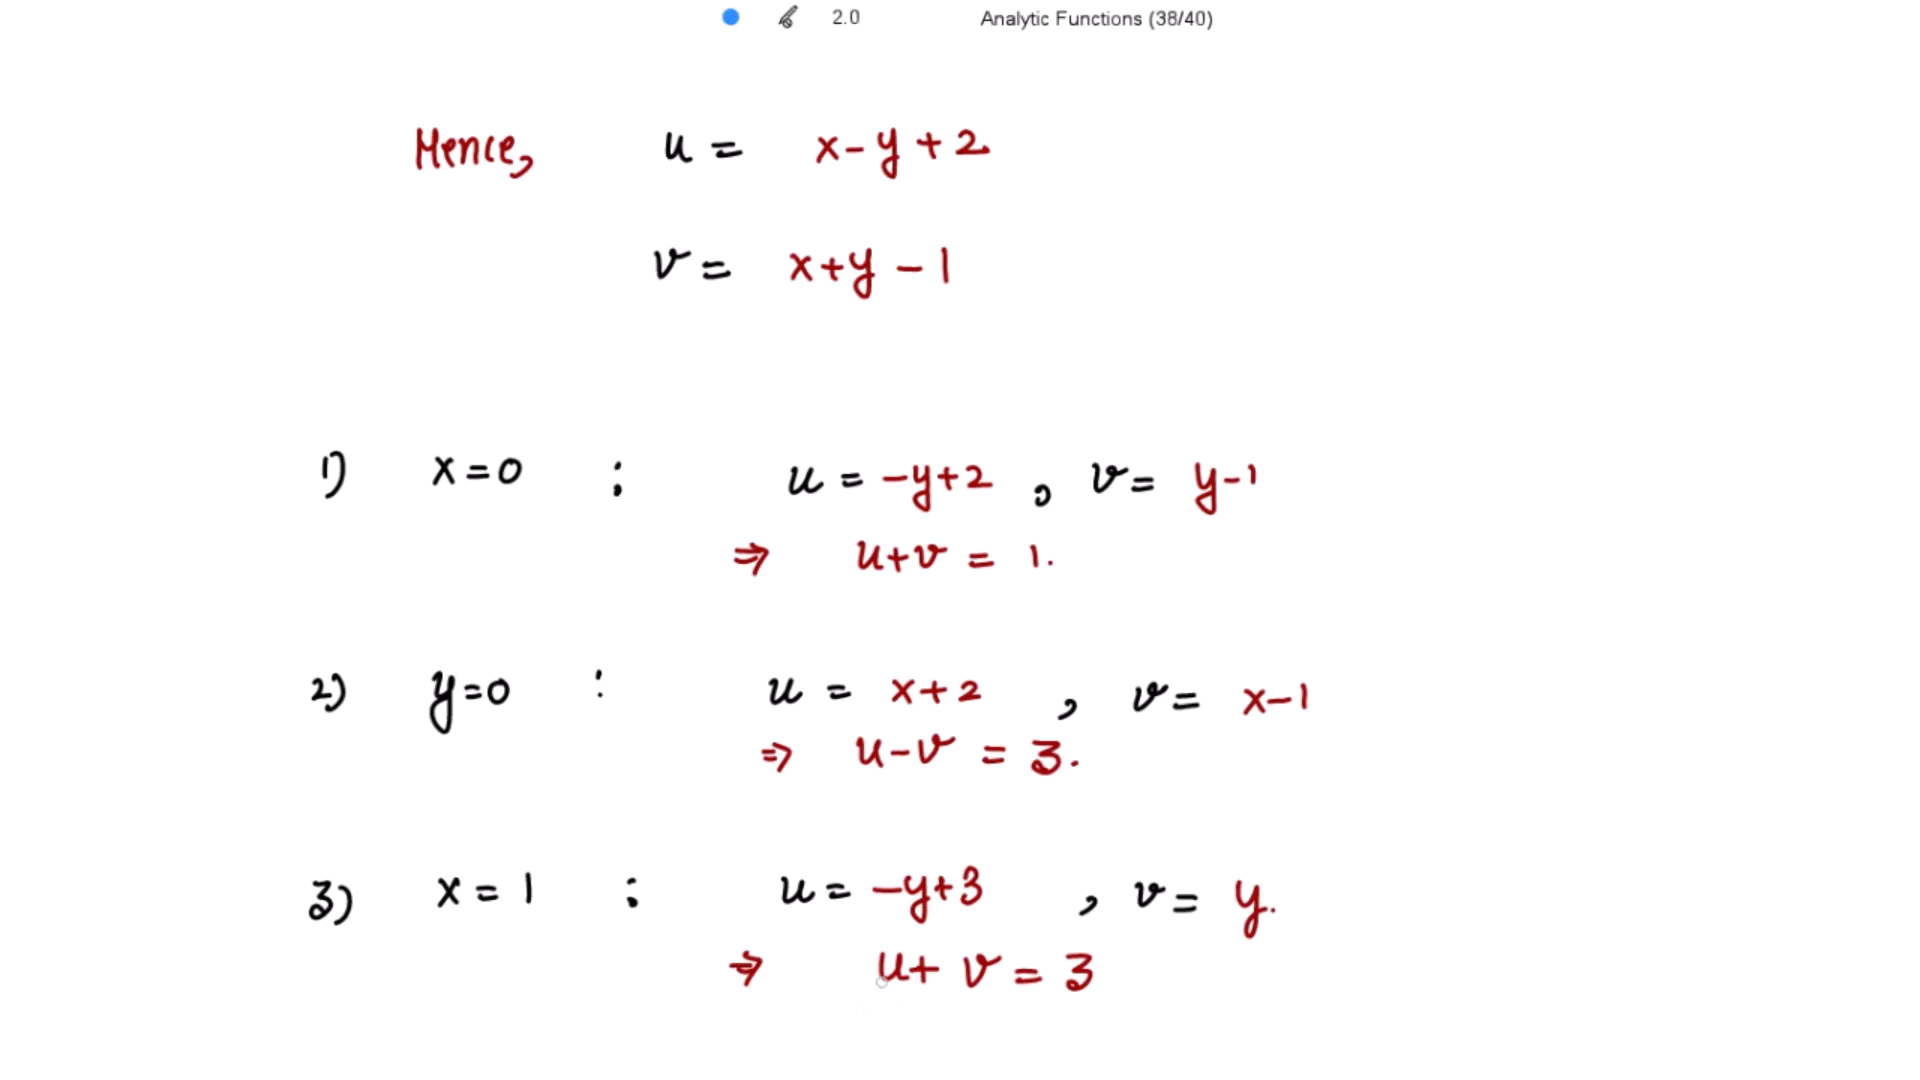 2.0 Analytic Functions (38/40)
Hence, u = x-y+2
v = x+y-1
1) x=0 : u = -y+2, v = y-1
⇒ u+v = 1.
2) y=0 : u = x+2, v = x-1
⇒ u-v = 3.
3) x=1 : u = -y+3, v = y.
⇒ u+v = 3